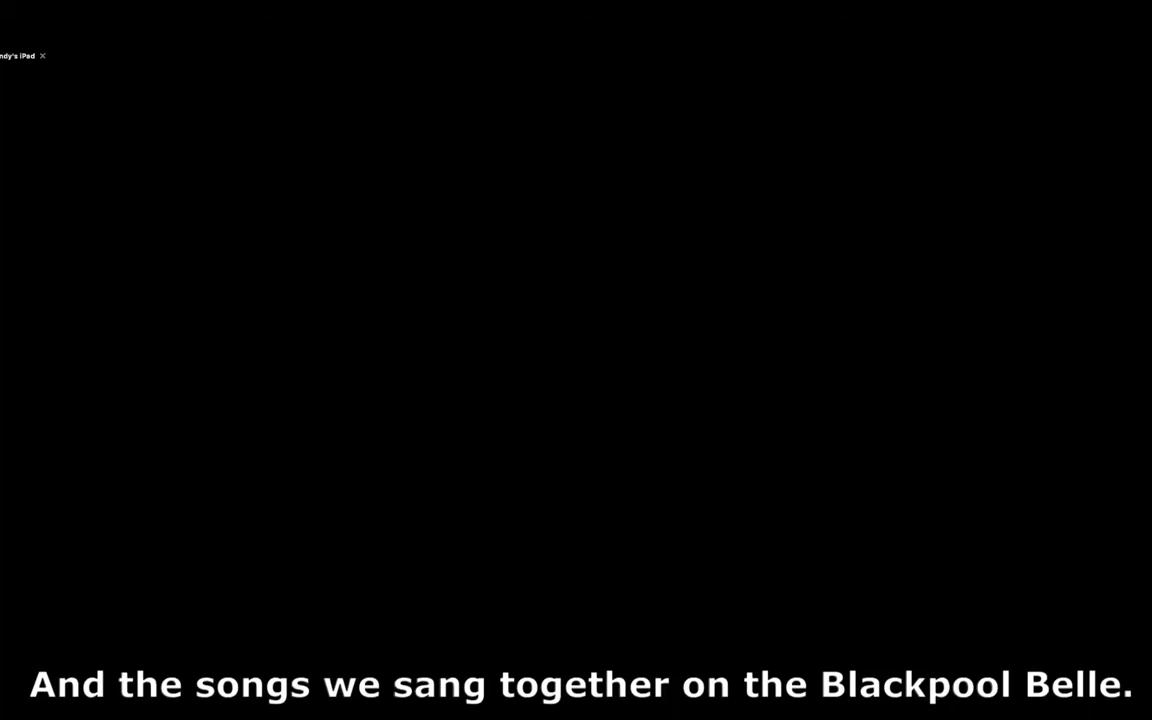 ndy's iPad ×
And the songs we sang together on the Blackpool Belle.